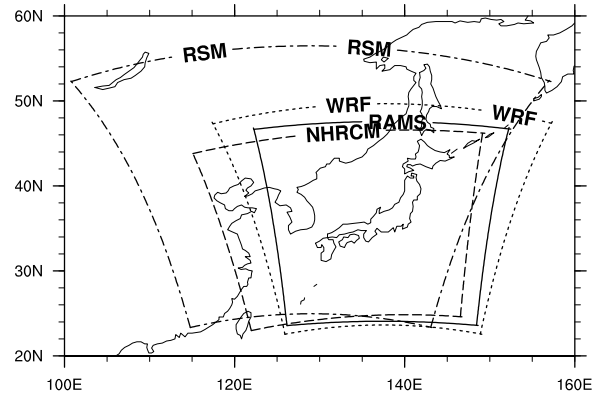 60N
RSM
RSM
50N
WRF
WRF
RAMS
NHRCM
40N
30N
20N
100E
120E
140E
160E